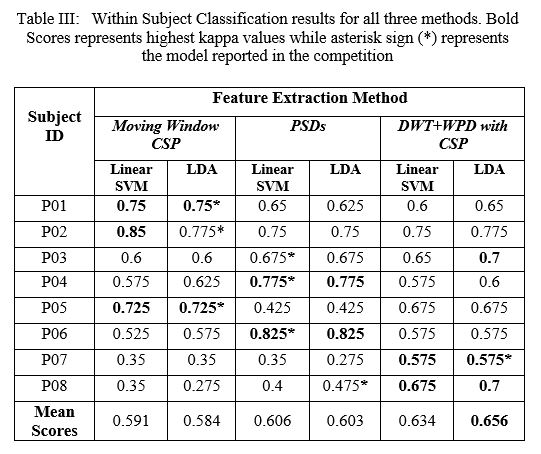 Table III: Within Subject Classification results for all three methods. Bold
Scores represents highest kappa values while asterisk sign (*) represents
the model reported in the competition
Subject ID Feature Extraction Method
Moving Window CSP PSDs DWT+WPD with CSP
Linear SVM LDA Linear SVM LDA Linear SVM LDA
P01 0.75 0.75* 0.65 0.625 0.6 0.65
P02 0.85 0.775* 0.75 0.75 0.75 0.775
P03 0.6 0.6 0.675* 0.675 0.65 0.7
P04 0.575 0.625 0.775* 0.775 0.575 0.6
P05 0.725 0.725* 0.425 0.425 0.675 0.675
P06 0.525 0.575 0.825* 0.825 0.575 0.575
P07 0.35 0.35 0.35 0.275 0.575 0.575*
P08 0.35 0.275 0.4 0.475* 0.675 0.7
Mean Scores 0.591 0.584 0.606 0.603 0.634 0.656